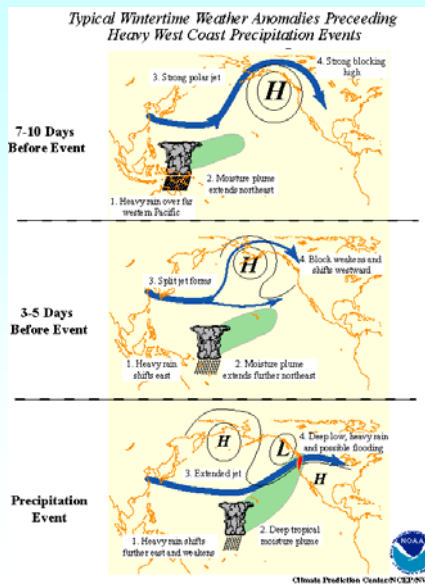 Typical Wintertime Weather Anomalies Preceeding
Heavy West Coast Precipitation Events
7-10 Days
Before Event
3. Strong polar jet
4. Strong blocking
high
H
2. Moisture plume
extends northeast
1. Heavy rain over far
western Pacific
3-5 Days
Before Event
3. Split jet forms
H
4. Block weakens and
shifts westward
1. Heavy rain
shifts east
2. Moisture plume
extends further northeast
Precipitation
Event
H
L
4. Deep low, heavy rain
and possible flooding
3. Extended jet
H
1. Heavy rain shifts
further east and weakens
2. Deep tropical
moisture plume
NOAA
Climate Prediction Center/NCEP/NWS